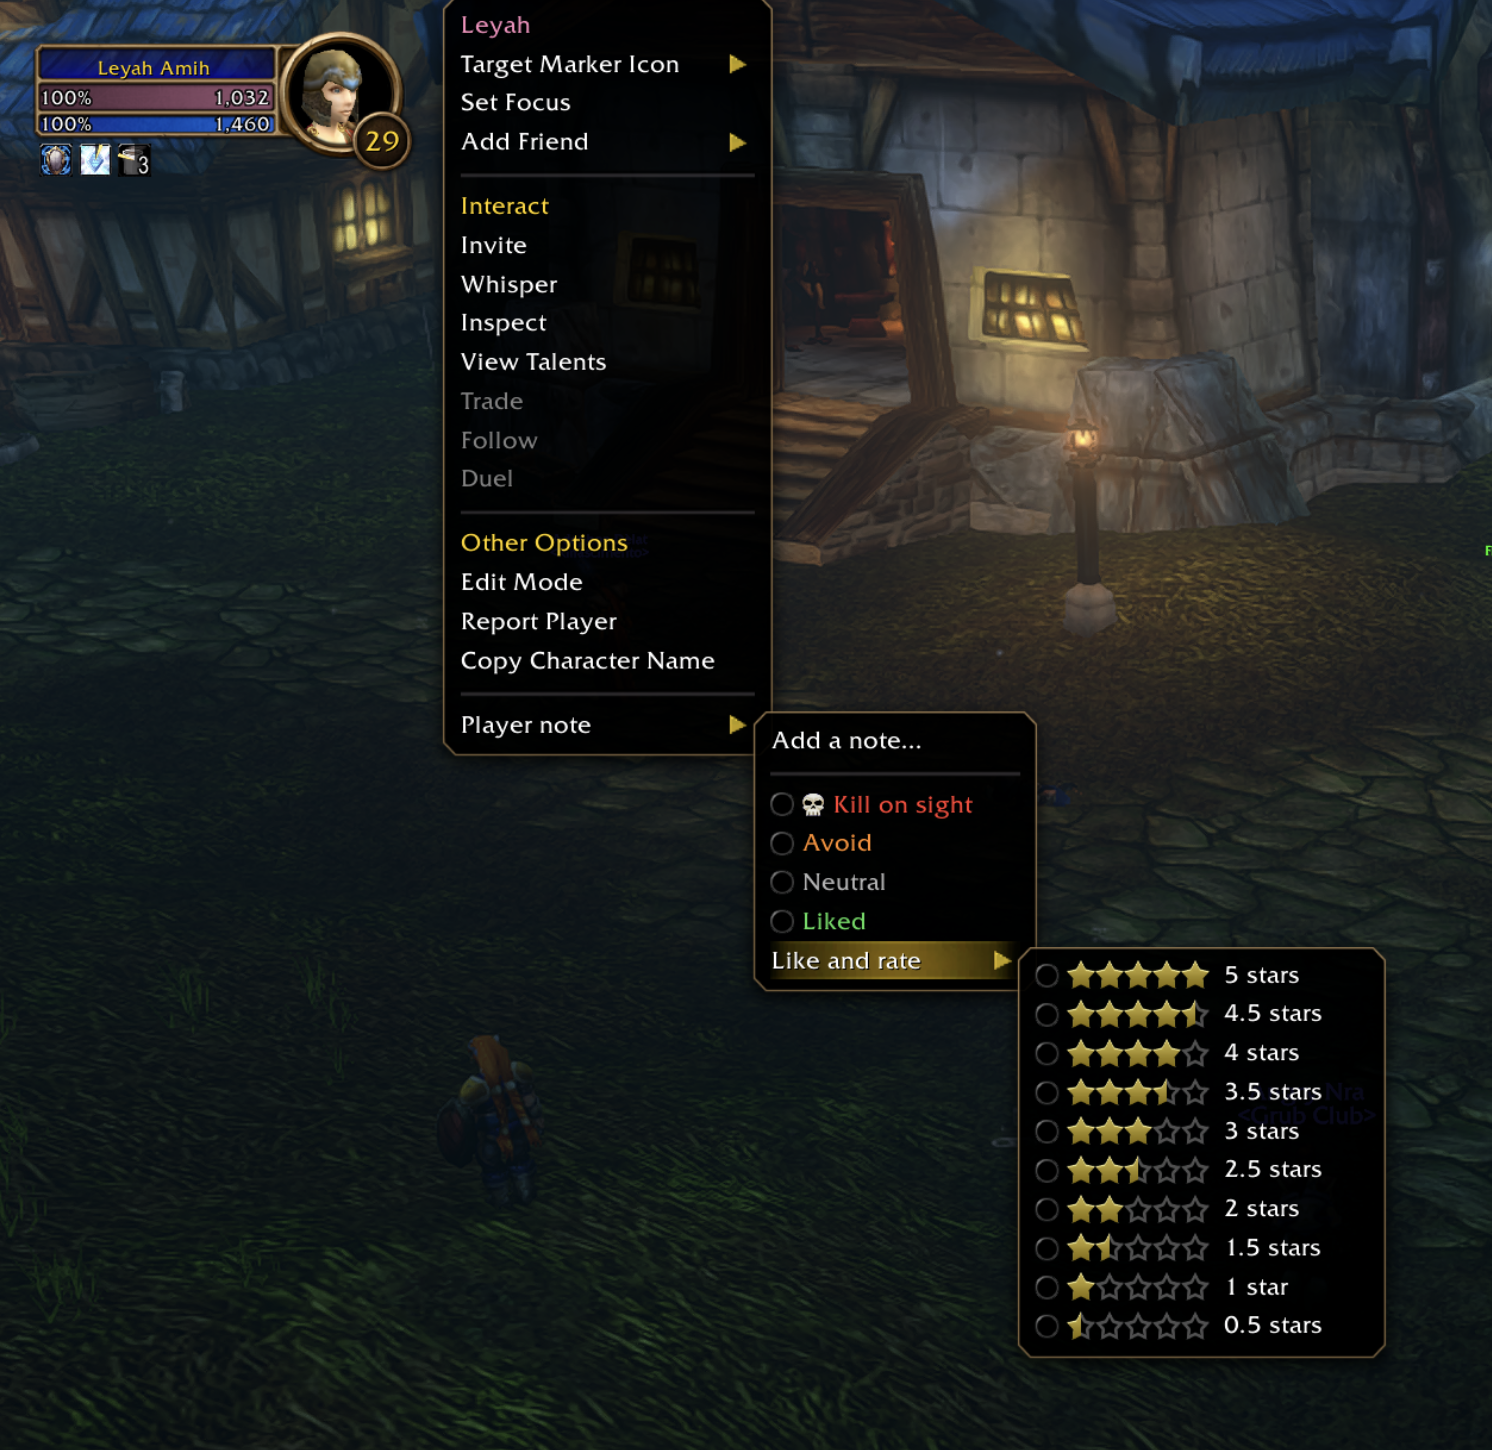 Leyah Amih
100% 1,032
100% 1,460
29
3
Leyah
Target Marker Icon
Set Focus
Add Friend
Interact
Invite
Whisper
Inspect
View Talents
Trade
Follow
Duel
Other Options
Edit Mode
Report Player
Copy Character Name
Player note
Add a note...
Kill on sight
Avoid
Neutral
Liked
Like and rate
5 stars
4.5 stars
4 stars
3.5 stars
Nra
<Grub Club>
3 stars
2.5 stars
2 stars
1.5 stars
1 star
0.5 stars
F